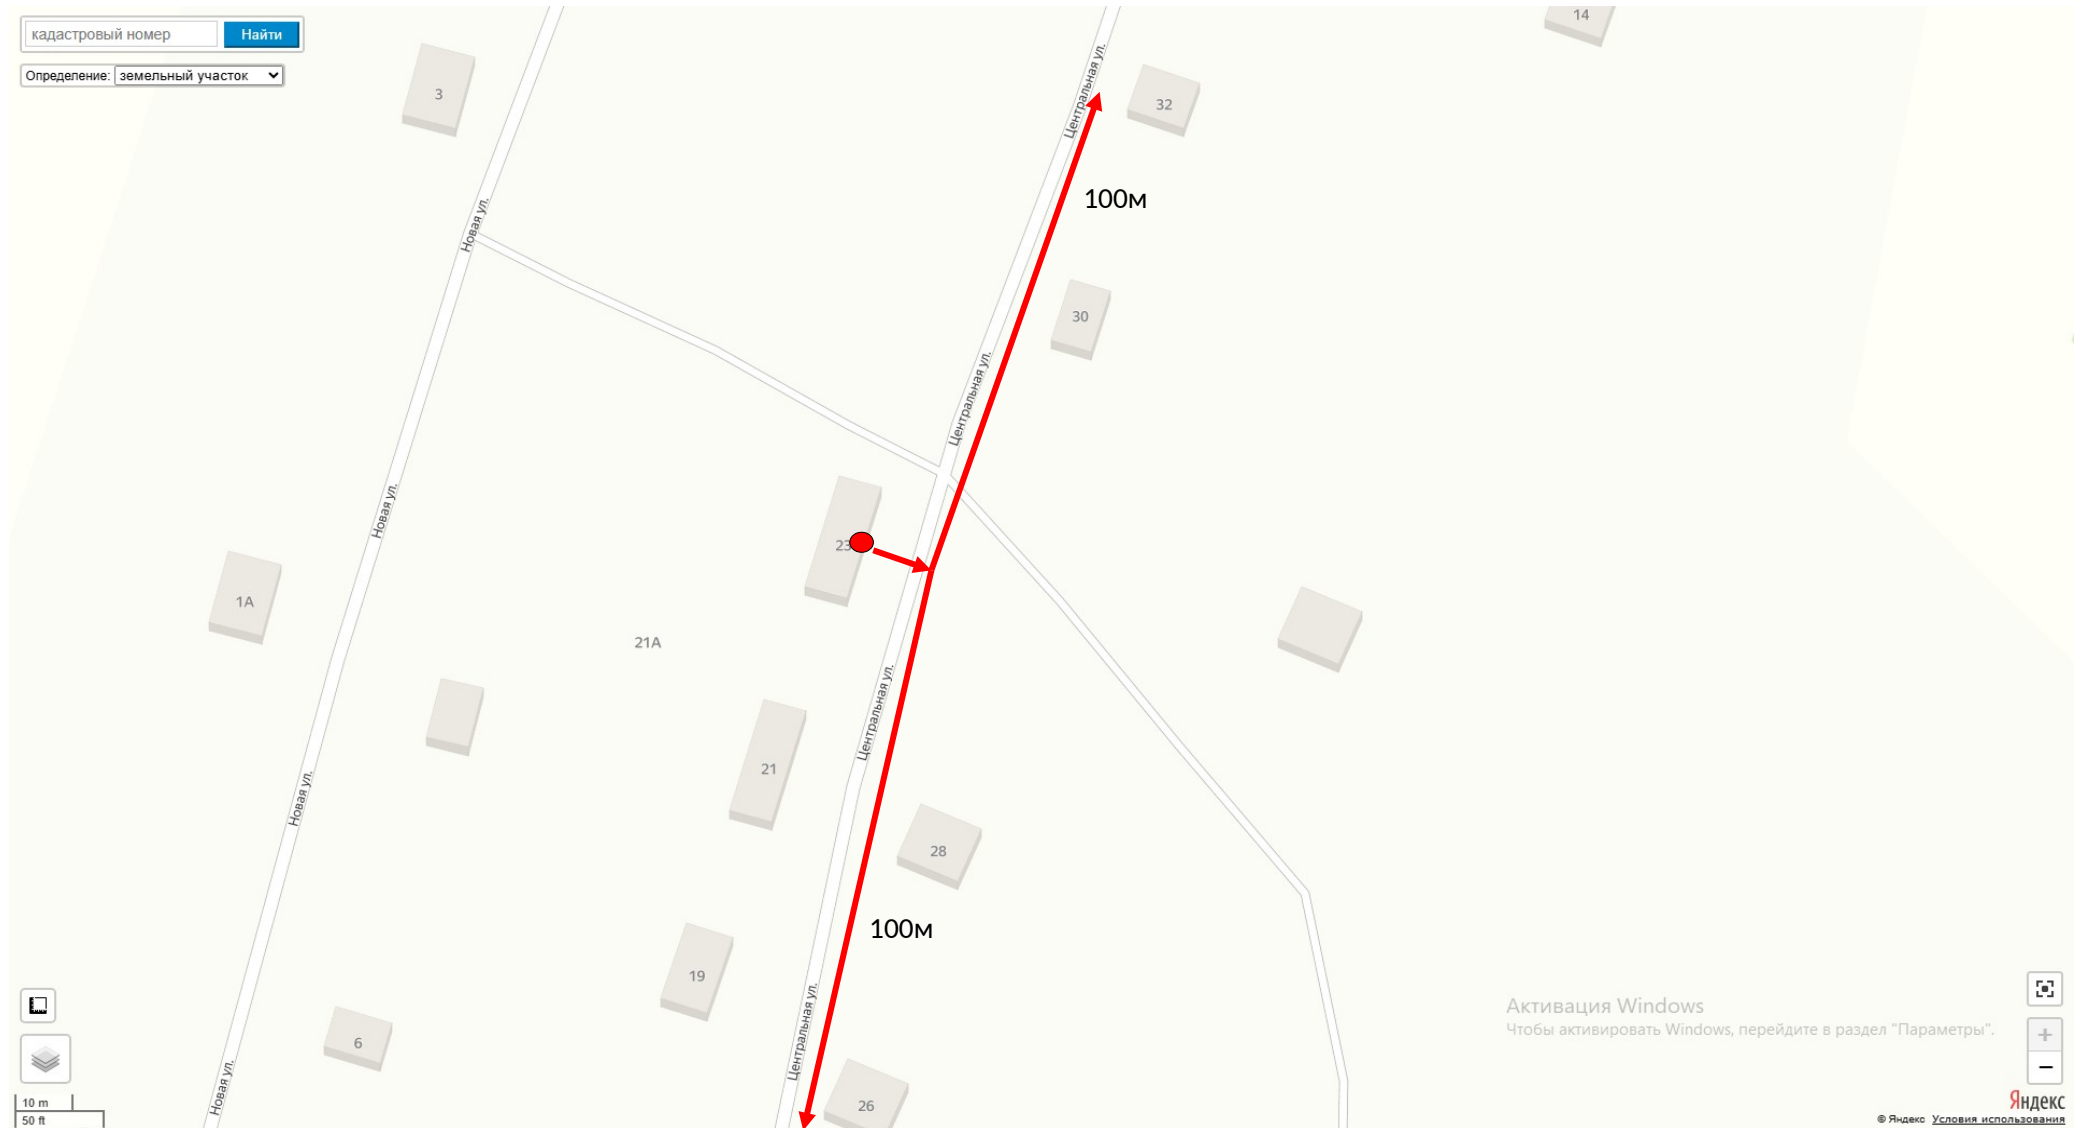 кадастровый номер
Найти
Определение: земельный участок
14
3
Центральная ул.
32
100м
Новая ул.
30
Центральная ул.
Новая ул.
23
1А
21А
Центральная ул.
21
Новая ул.
28
100м
19
Центральная ул.
6
Новая ул.
26
Активация Windows
Чтобы активировать Windows, перейдите в раздел "Параметры".
+
−
10 m
50 ft
Яндекс
© Яндекс Условия использования